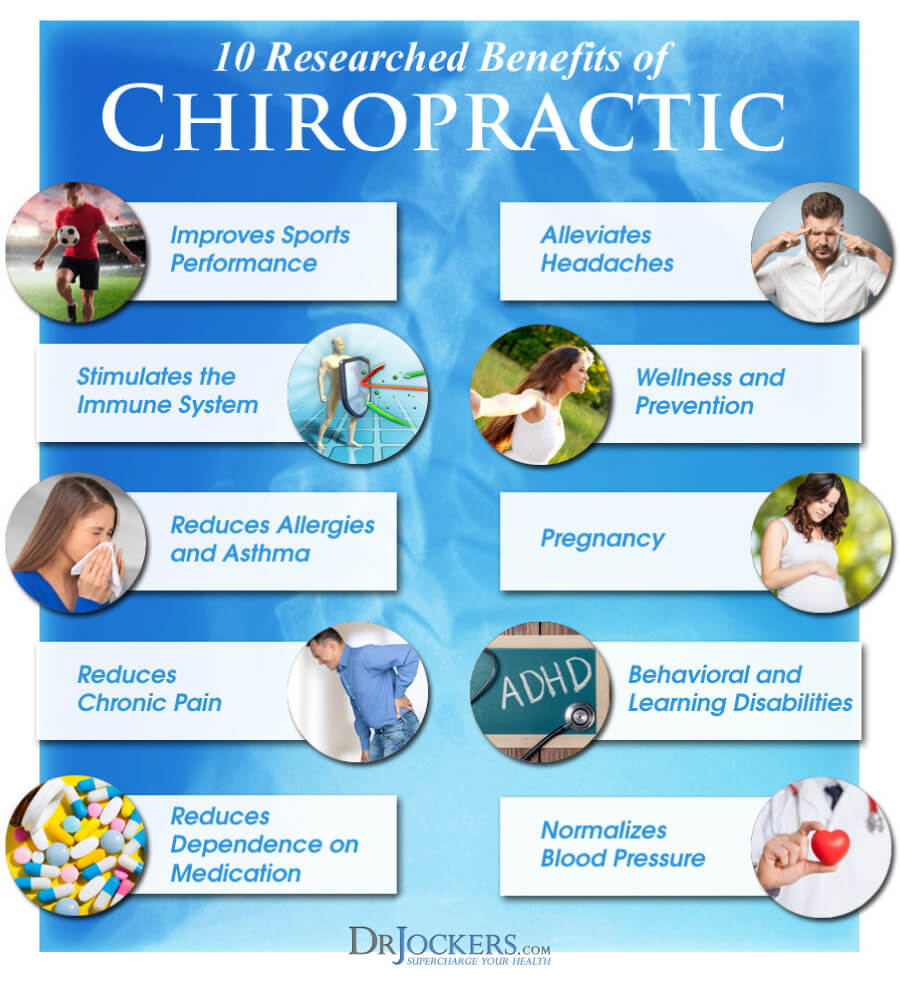 10 Researched Benefits of
CHIROPRACTIC
Improves Sports
Performance
Alleviates
Headaches
Stimulates the
Immune System
Wellness and
Prevention
Reduces Allergies
and Asthma
Pregnancy
Reduces
Chronic Pain
ADHD
Behavioral and
Learning Disabilities
Reduces
Dependence on
Medication
Normalizes
Blood Pressure
DRJOCKERS.COM
SUPERCHARGE YOUR HEALTH